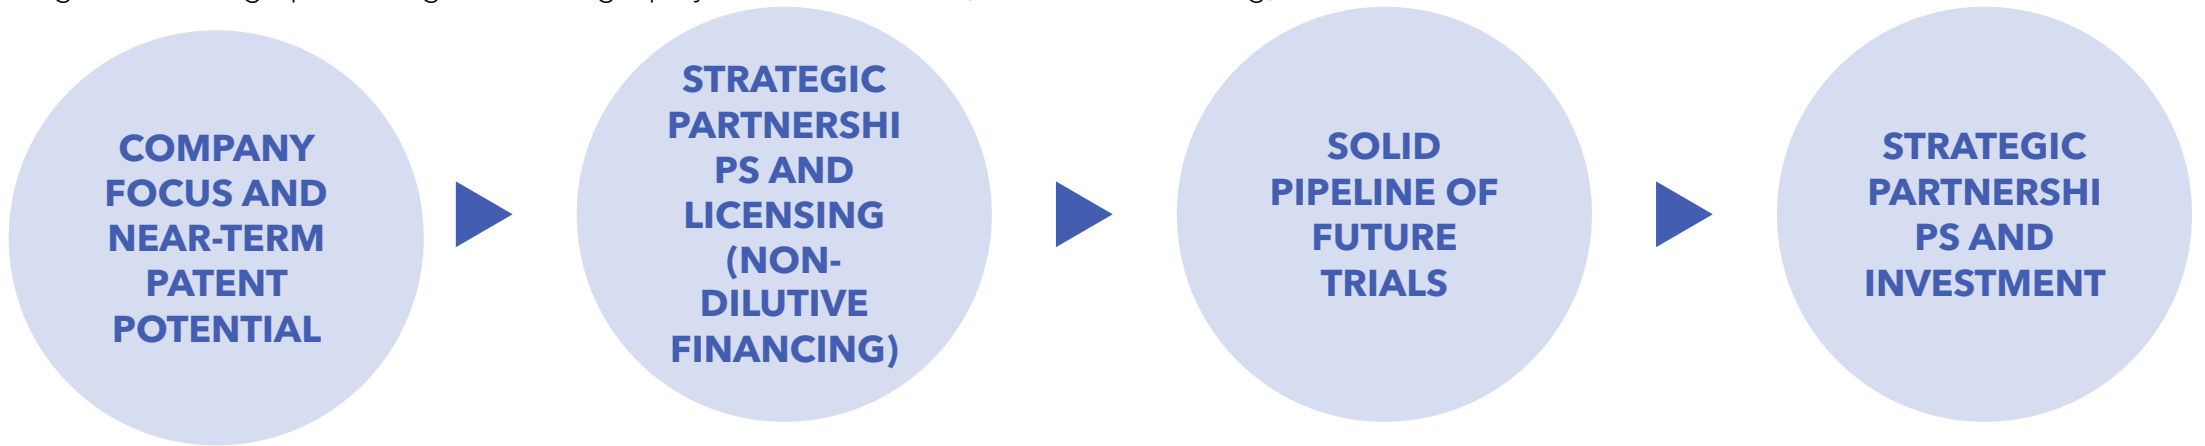 COMPANY
FOCUS AND
NEAR-TERM
PATENT
POTENTIAL
STRATEGIC
PARTNERSHI
PS AND
LICENSING
(NON-
DILUTIVE
FINANCING)
SOLID
PIPELINE OF
FUTURE
TRIALS
STRATEGIC
PARTNERSHI
PS AND
INVESTMENT